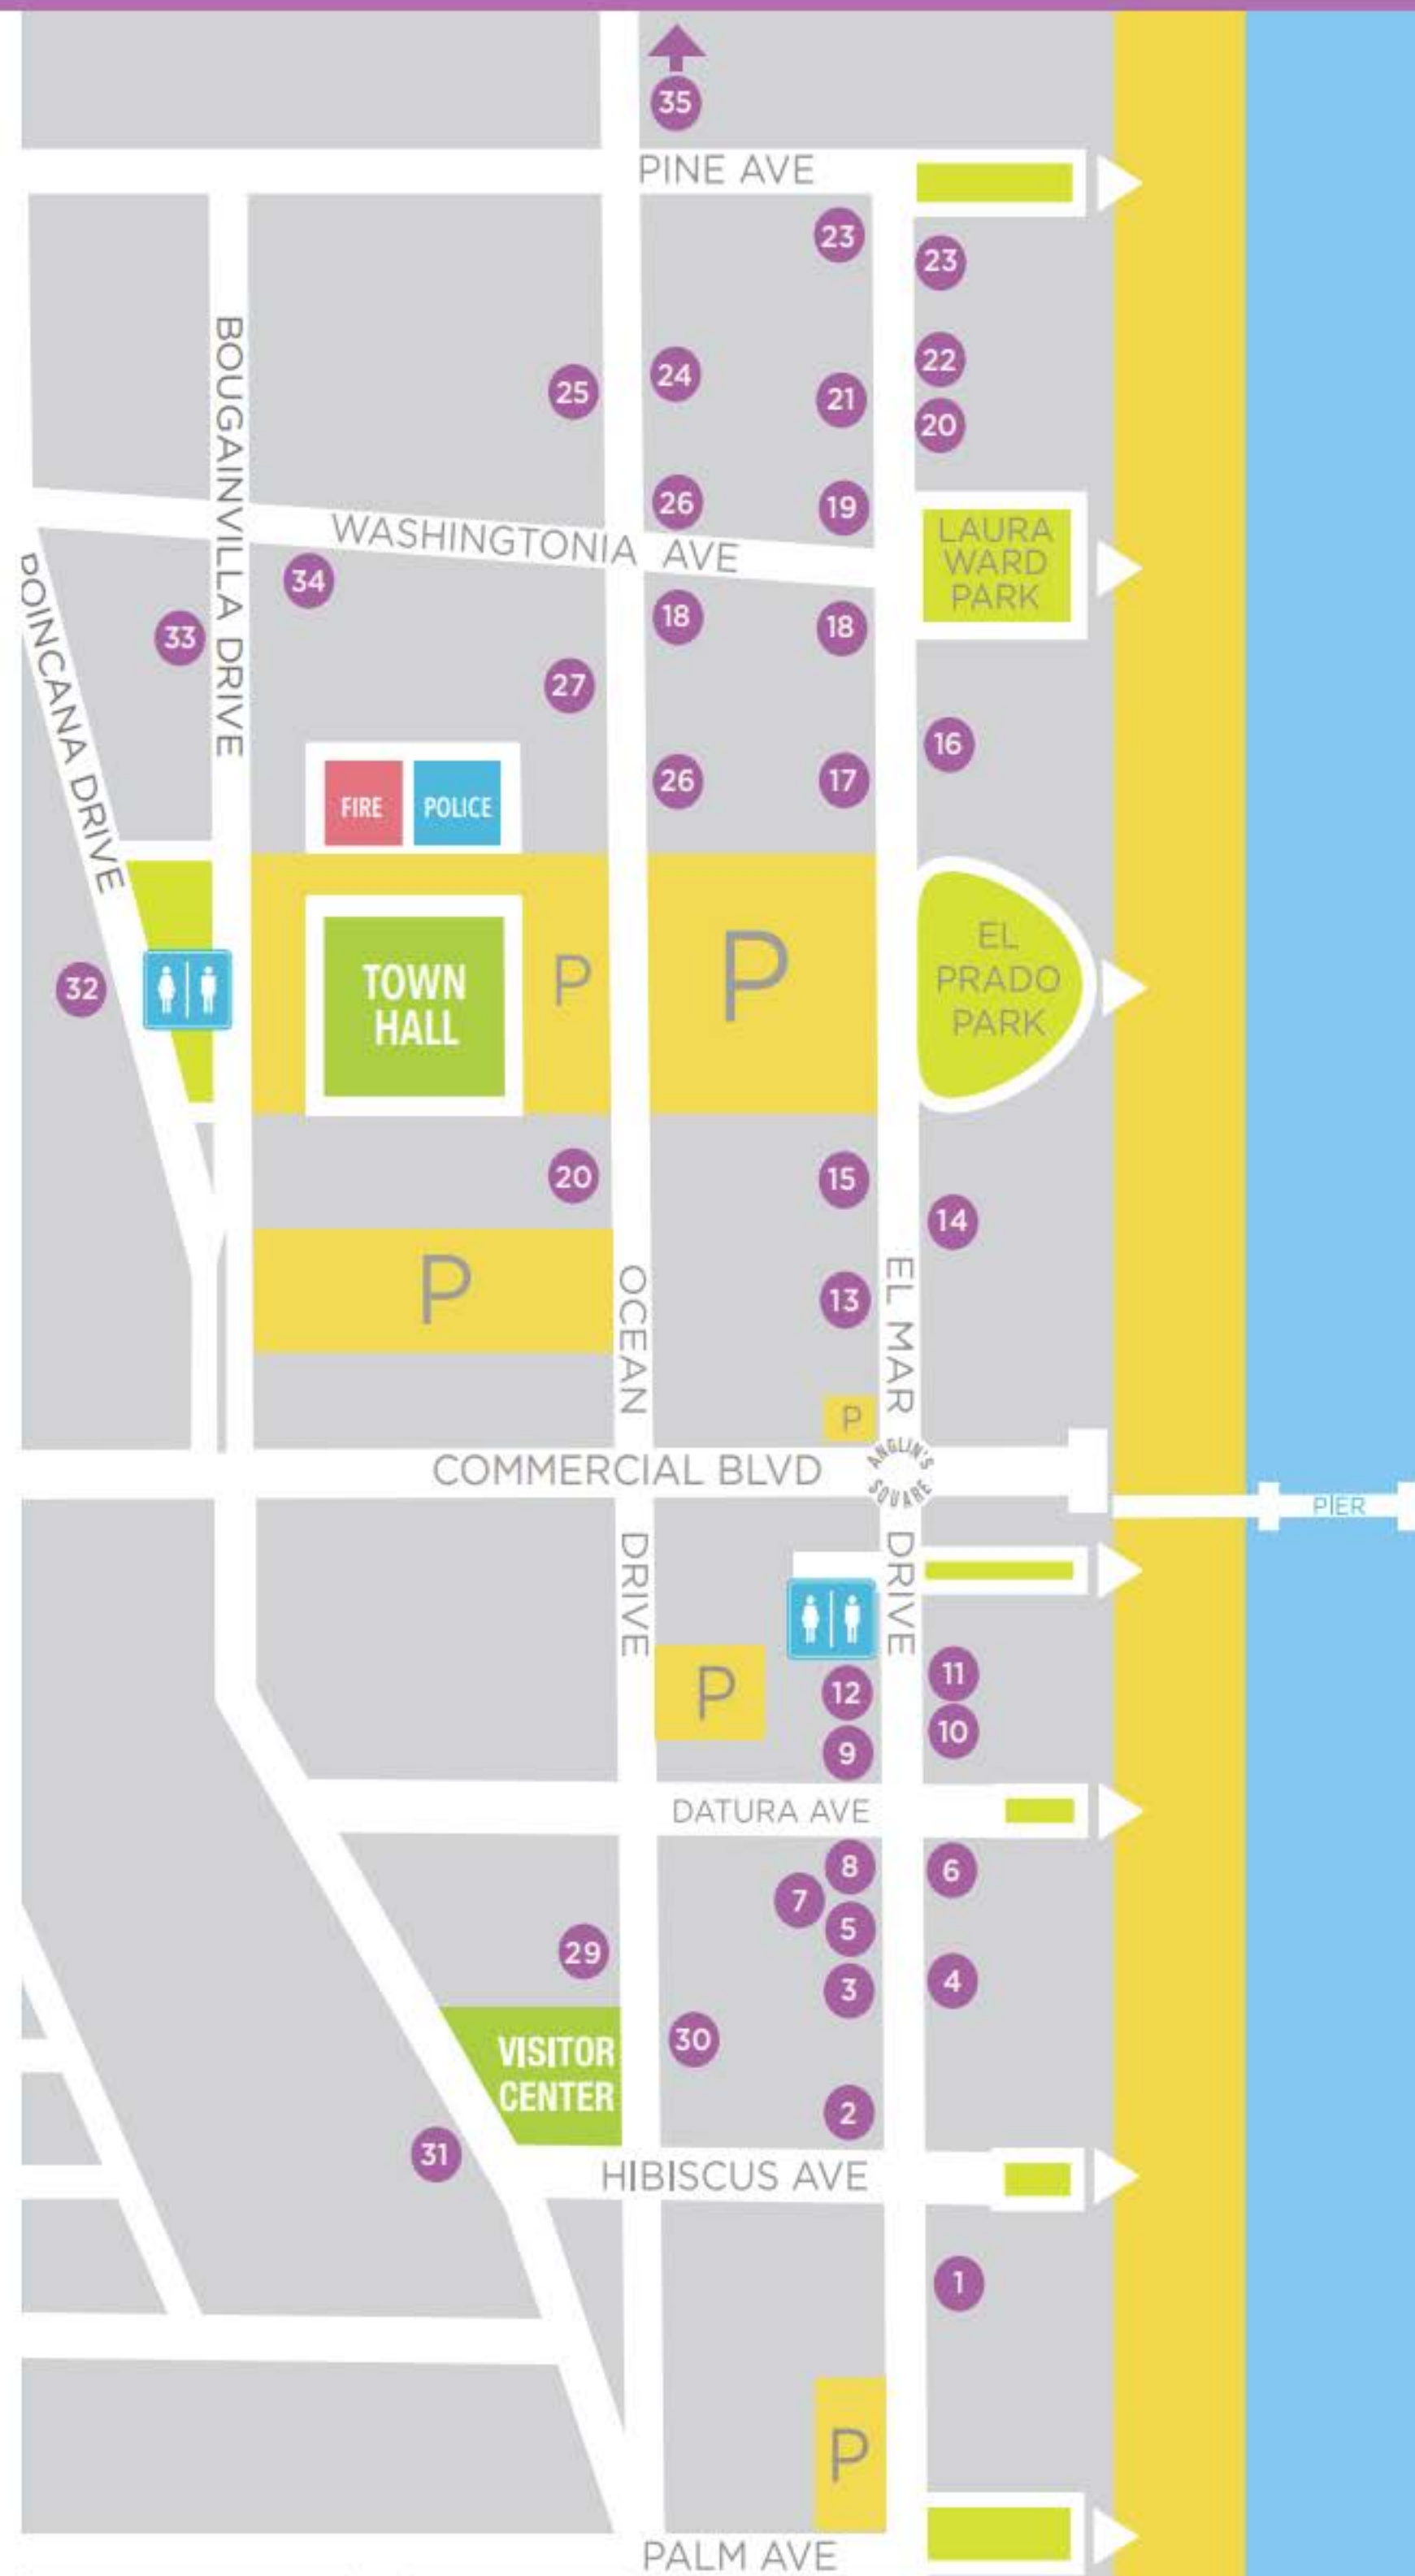 35
PINE AVE
23
23
22
24
25
21
20
BOUGAINVILLA DRIVE
26
19
WASHINGTONIA AVE
LAURA
WARD
PARK
34
18
18
33
POINCANA DRIVE
27
16
26
17
FIRE
POLICE
EL
PRADO
PARK
TOWN
HALL
P
P
32
20
15
14
P
13
OCEAN
EL MAR
P
COMMERCIAL BLVD
ANGLIN'S
SQUARE
PIER
DRIVE
DRIVE
P
12
11
10
9
DATURA AVE
8
6
7
5
29
3
4
30
VISITOR
CENTER
2
31
HIBISCUS AVE
1
P
PALM AVE